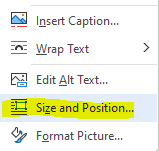 Insert Caption...
Wrap Text
Edit Alt Text...
Size and Position...
Format Picture...